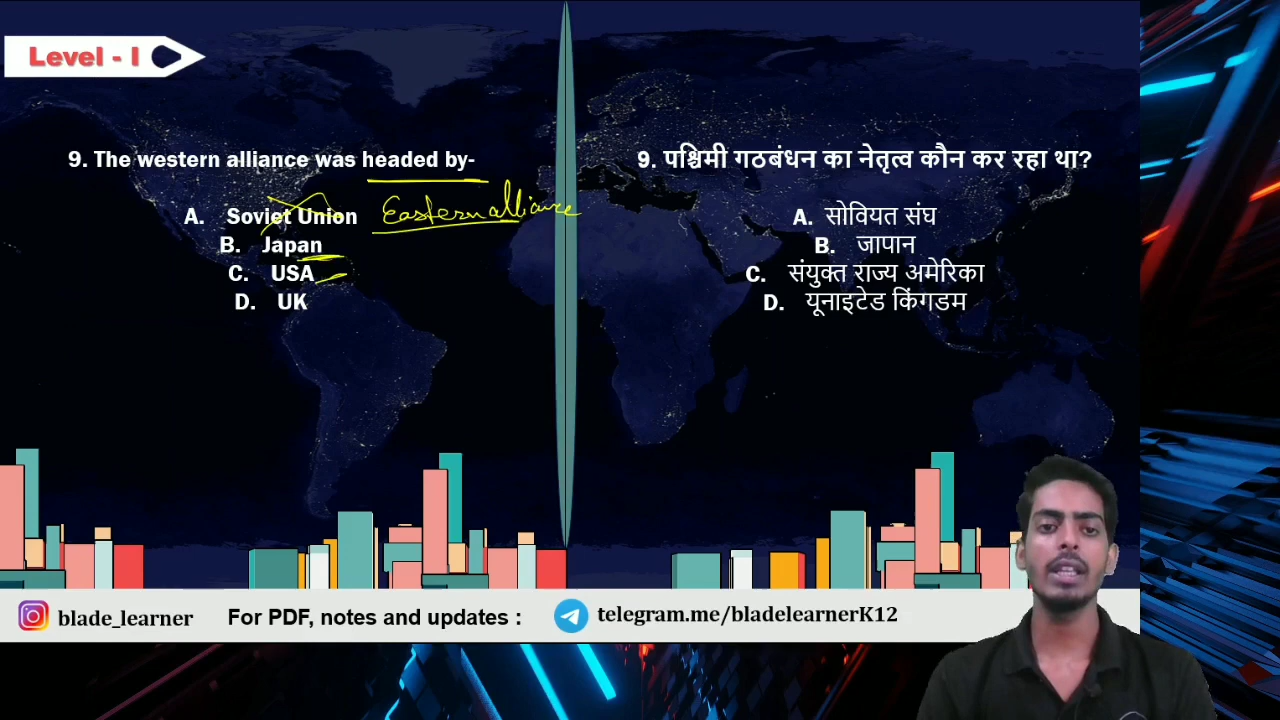 Level - I
9. The western alliance was headed by-
A. Soviet Union Eastern alliance
B. Japan
C. USA
D. UK
9. पश्चिमी गठबंधन का नेतृत्व कौन कर रहा था?
A. सोवियत संघ
B. जापान
C. संयुक्त राज्य अमेरिका
D. यूनाइटेड किंगडम
blade_learner For PDF, notes and updates : telegram.me/bladelearnerK12